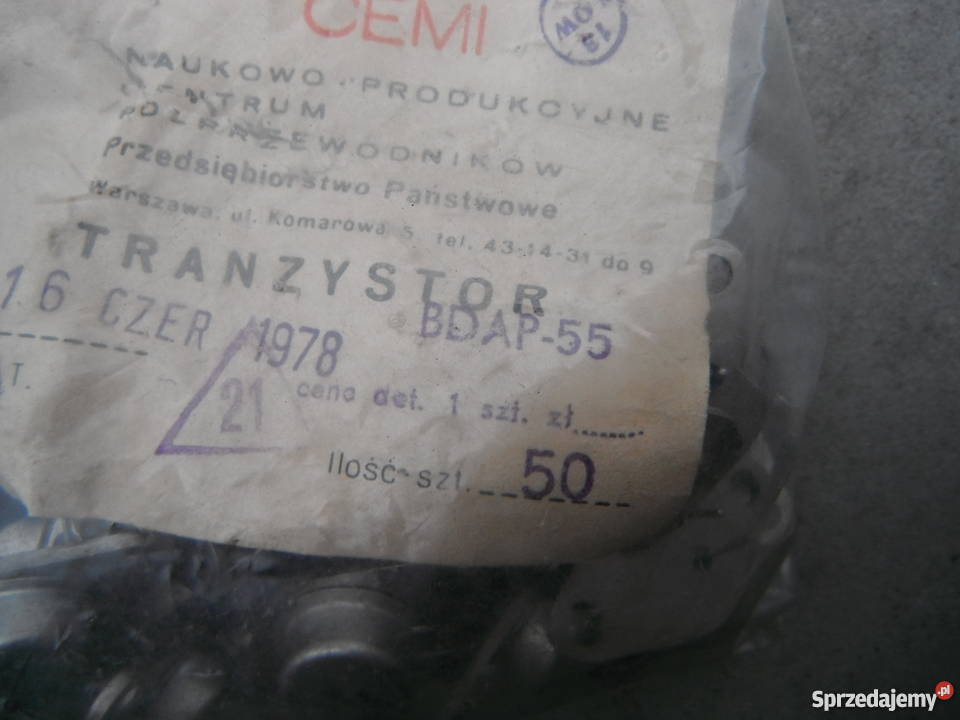 CEMI
13
NAUKOWO-PRODUKCYJNE
CENTRUM
PÓŁPRZEWODNIKÓW
Przedsiębiorstwo Państwowe
Warszawa, ul. Komarowa 5, tel. 43-14-31 do 9
TRANZYSTOR
16 CZER 1978 BDAP-55
21
cena det. 1 szt. zł
Ilość szt. 50
Sprzedajemy.pl